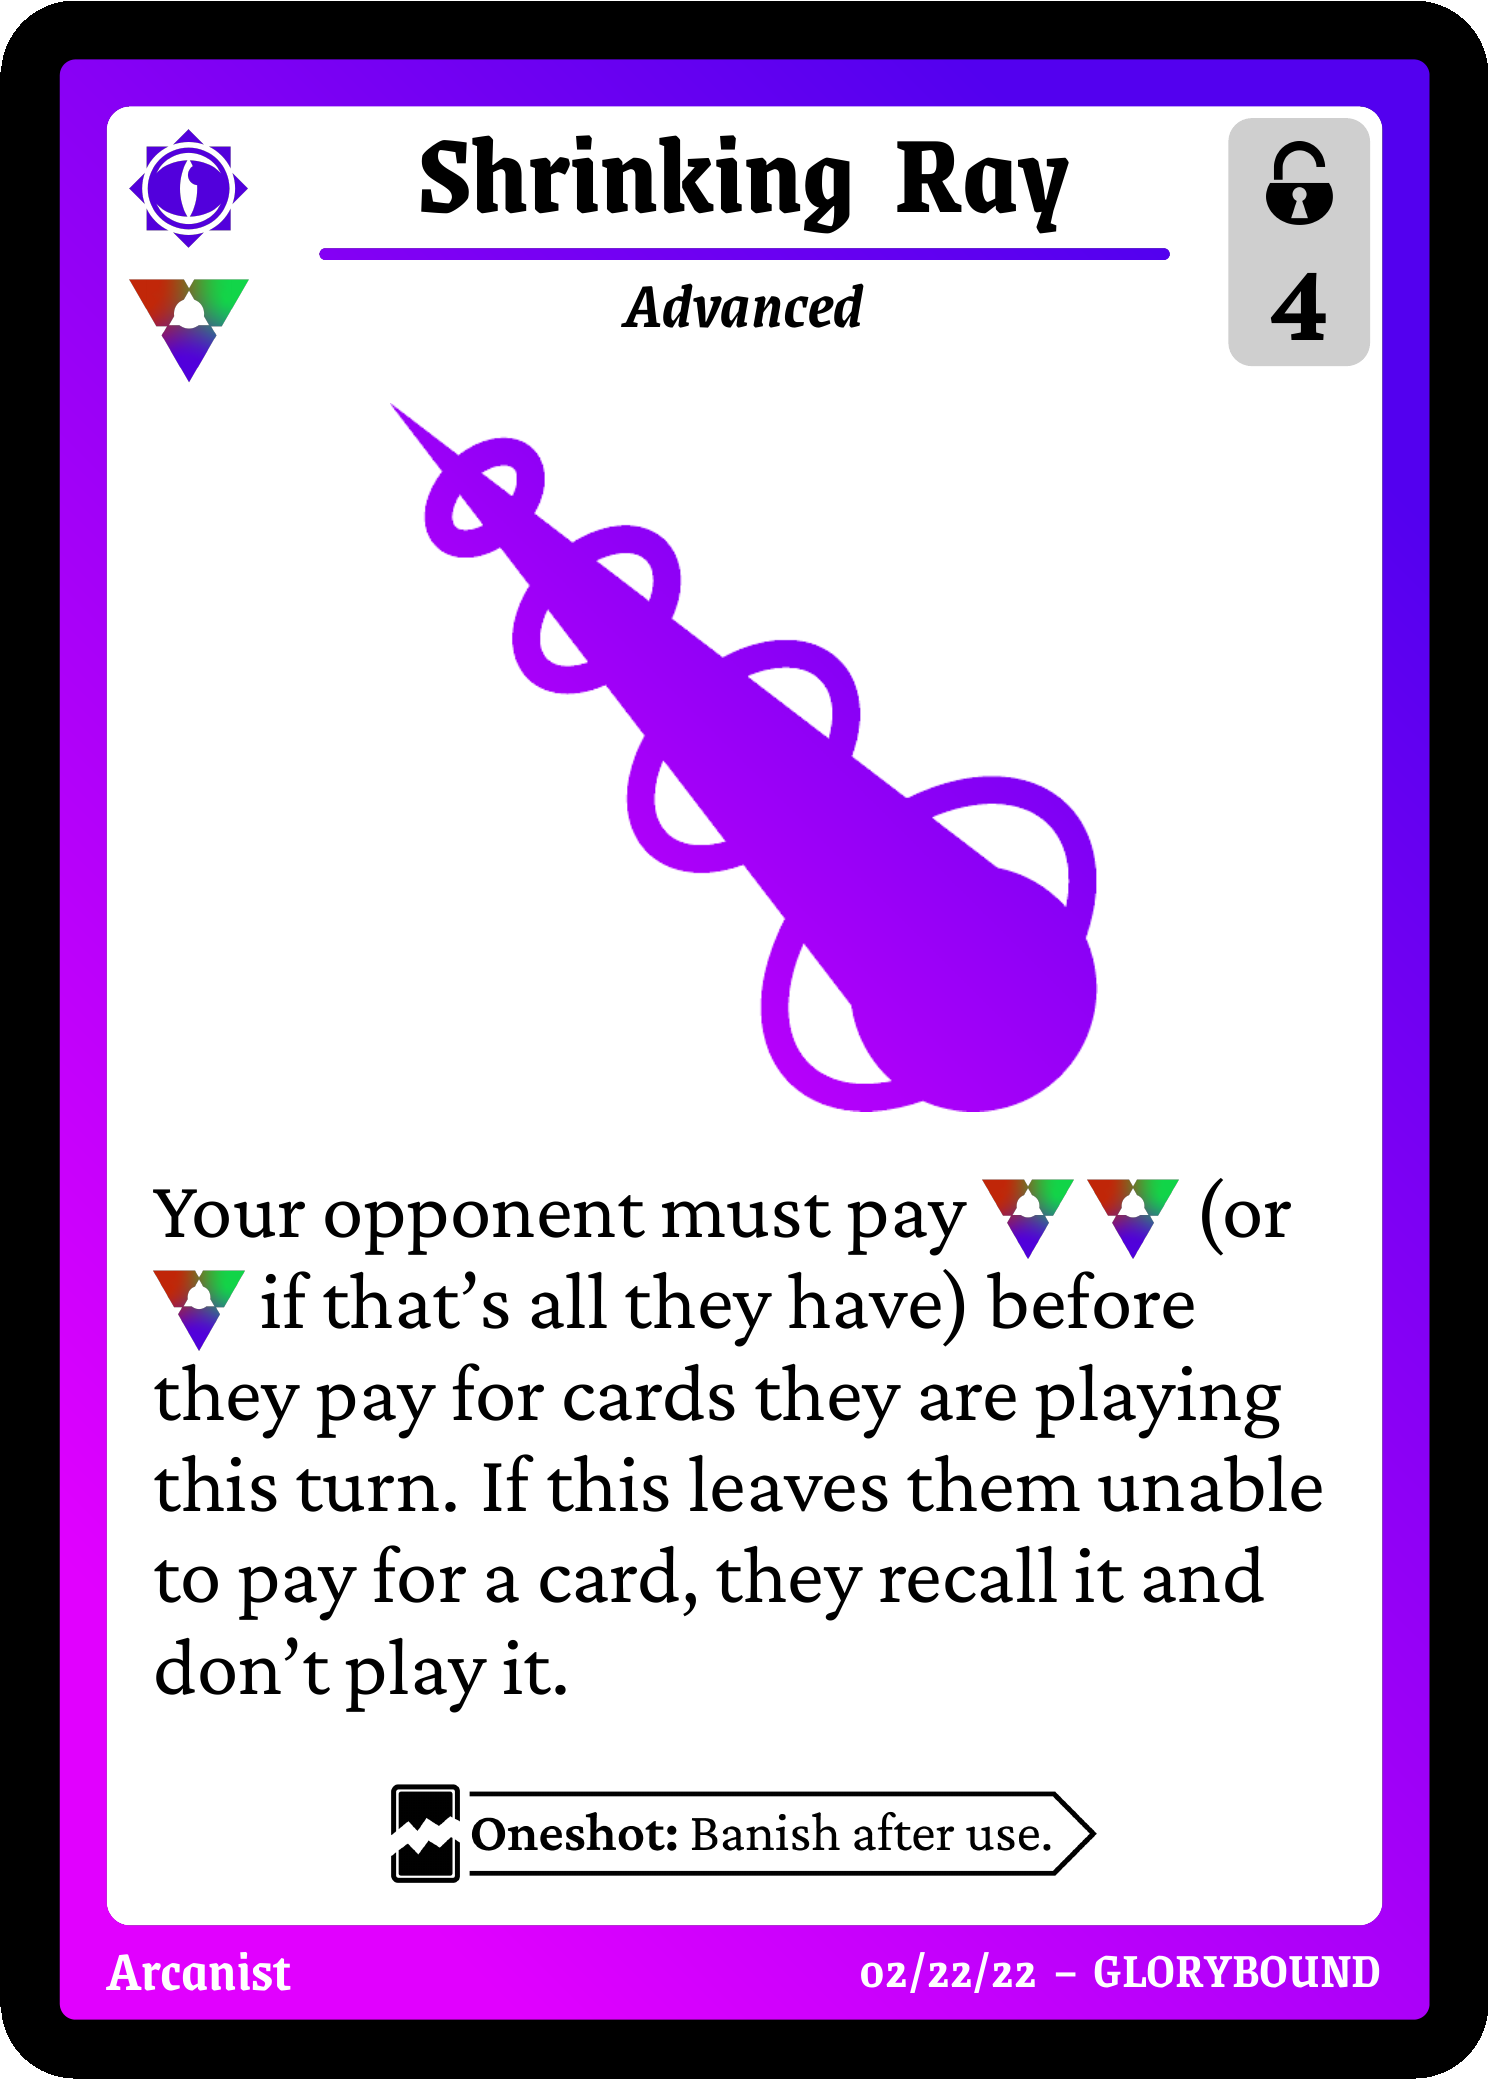 Shrinking Ray
Advanced
4
Your opponent must pay (or
if that’s all they have) before
they pay for cards they are playing
this turn. If this leaves them unable
to pay for a card, they recall it and
don’t play it.
Oneshot: Banish after use.
Arcanist
02/22/22 – GLORYBOUND